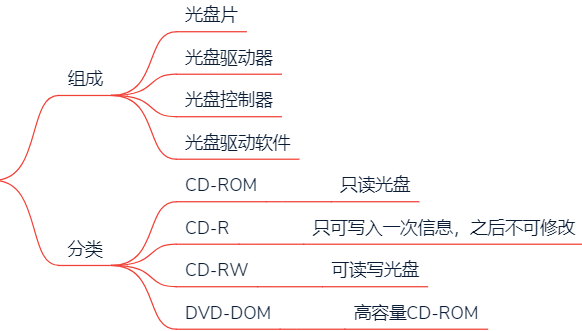 光盘片
光盘驱动器
组成
光盘控制器
光盘驱动软件
CD-ROM 只读光盘
CD-R 只可写入一次信息，之后不可修改
分类
CD-RW 可读写光盘
DVD-DOM 高容量CD-ROM